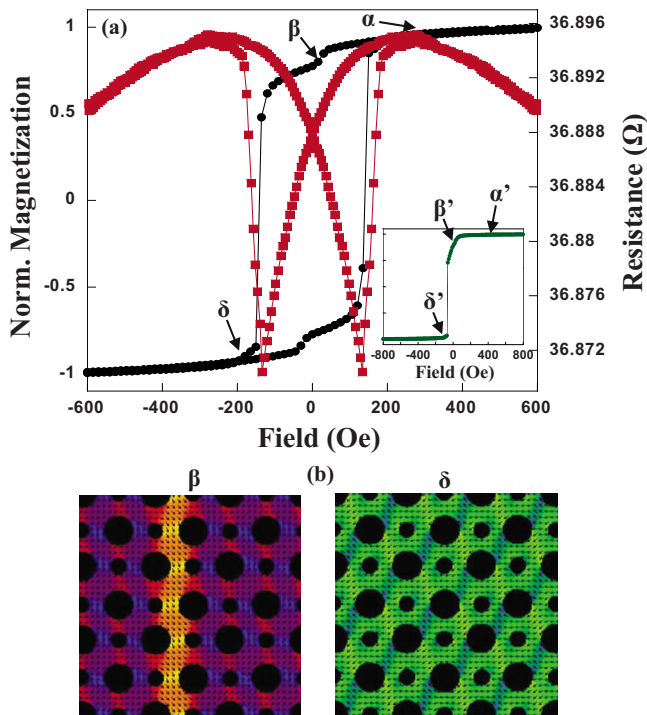 (a)
β
α
δ
1
0.5
0
-0.5
-1
Norm. Magnetization
36.896
36.892
36.888
36.884
36.88
36.876
36.872
Resistance (Ω)
β’
α’
δ’
-800 -400 0 400 800
Field (Oe)
-600 -400 -200 0 200 400 600
Field (Oe)
β (b) δ